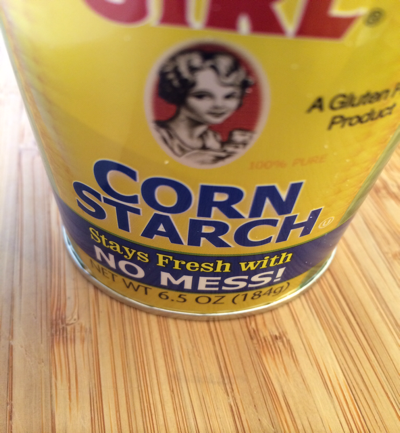 GIRL®
A Gluten F
Product
100% PURE
CORN
STARCH
Stays Fresh with
NO MESS!
NET WT 6.5 OZ (184g)